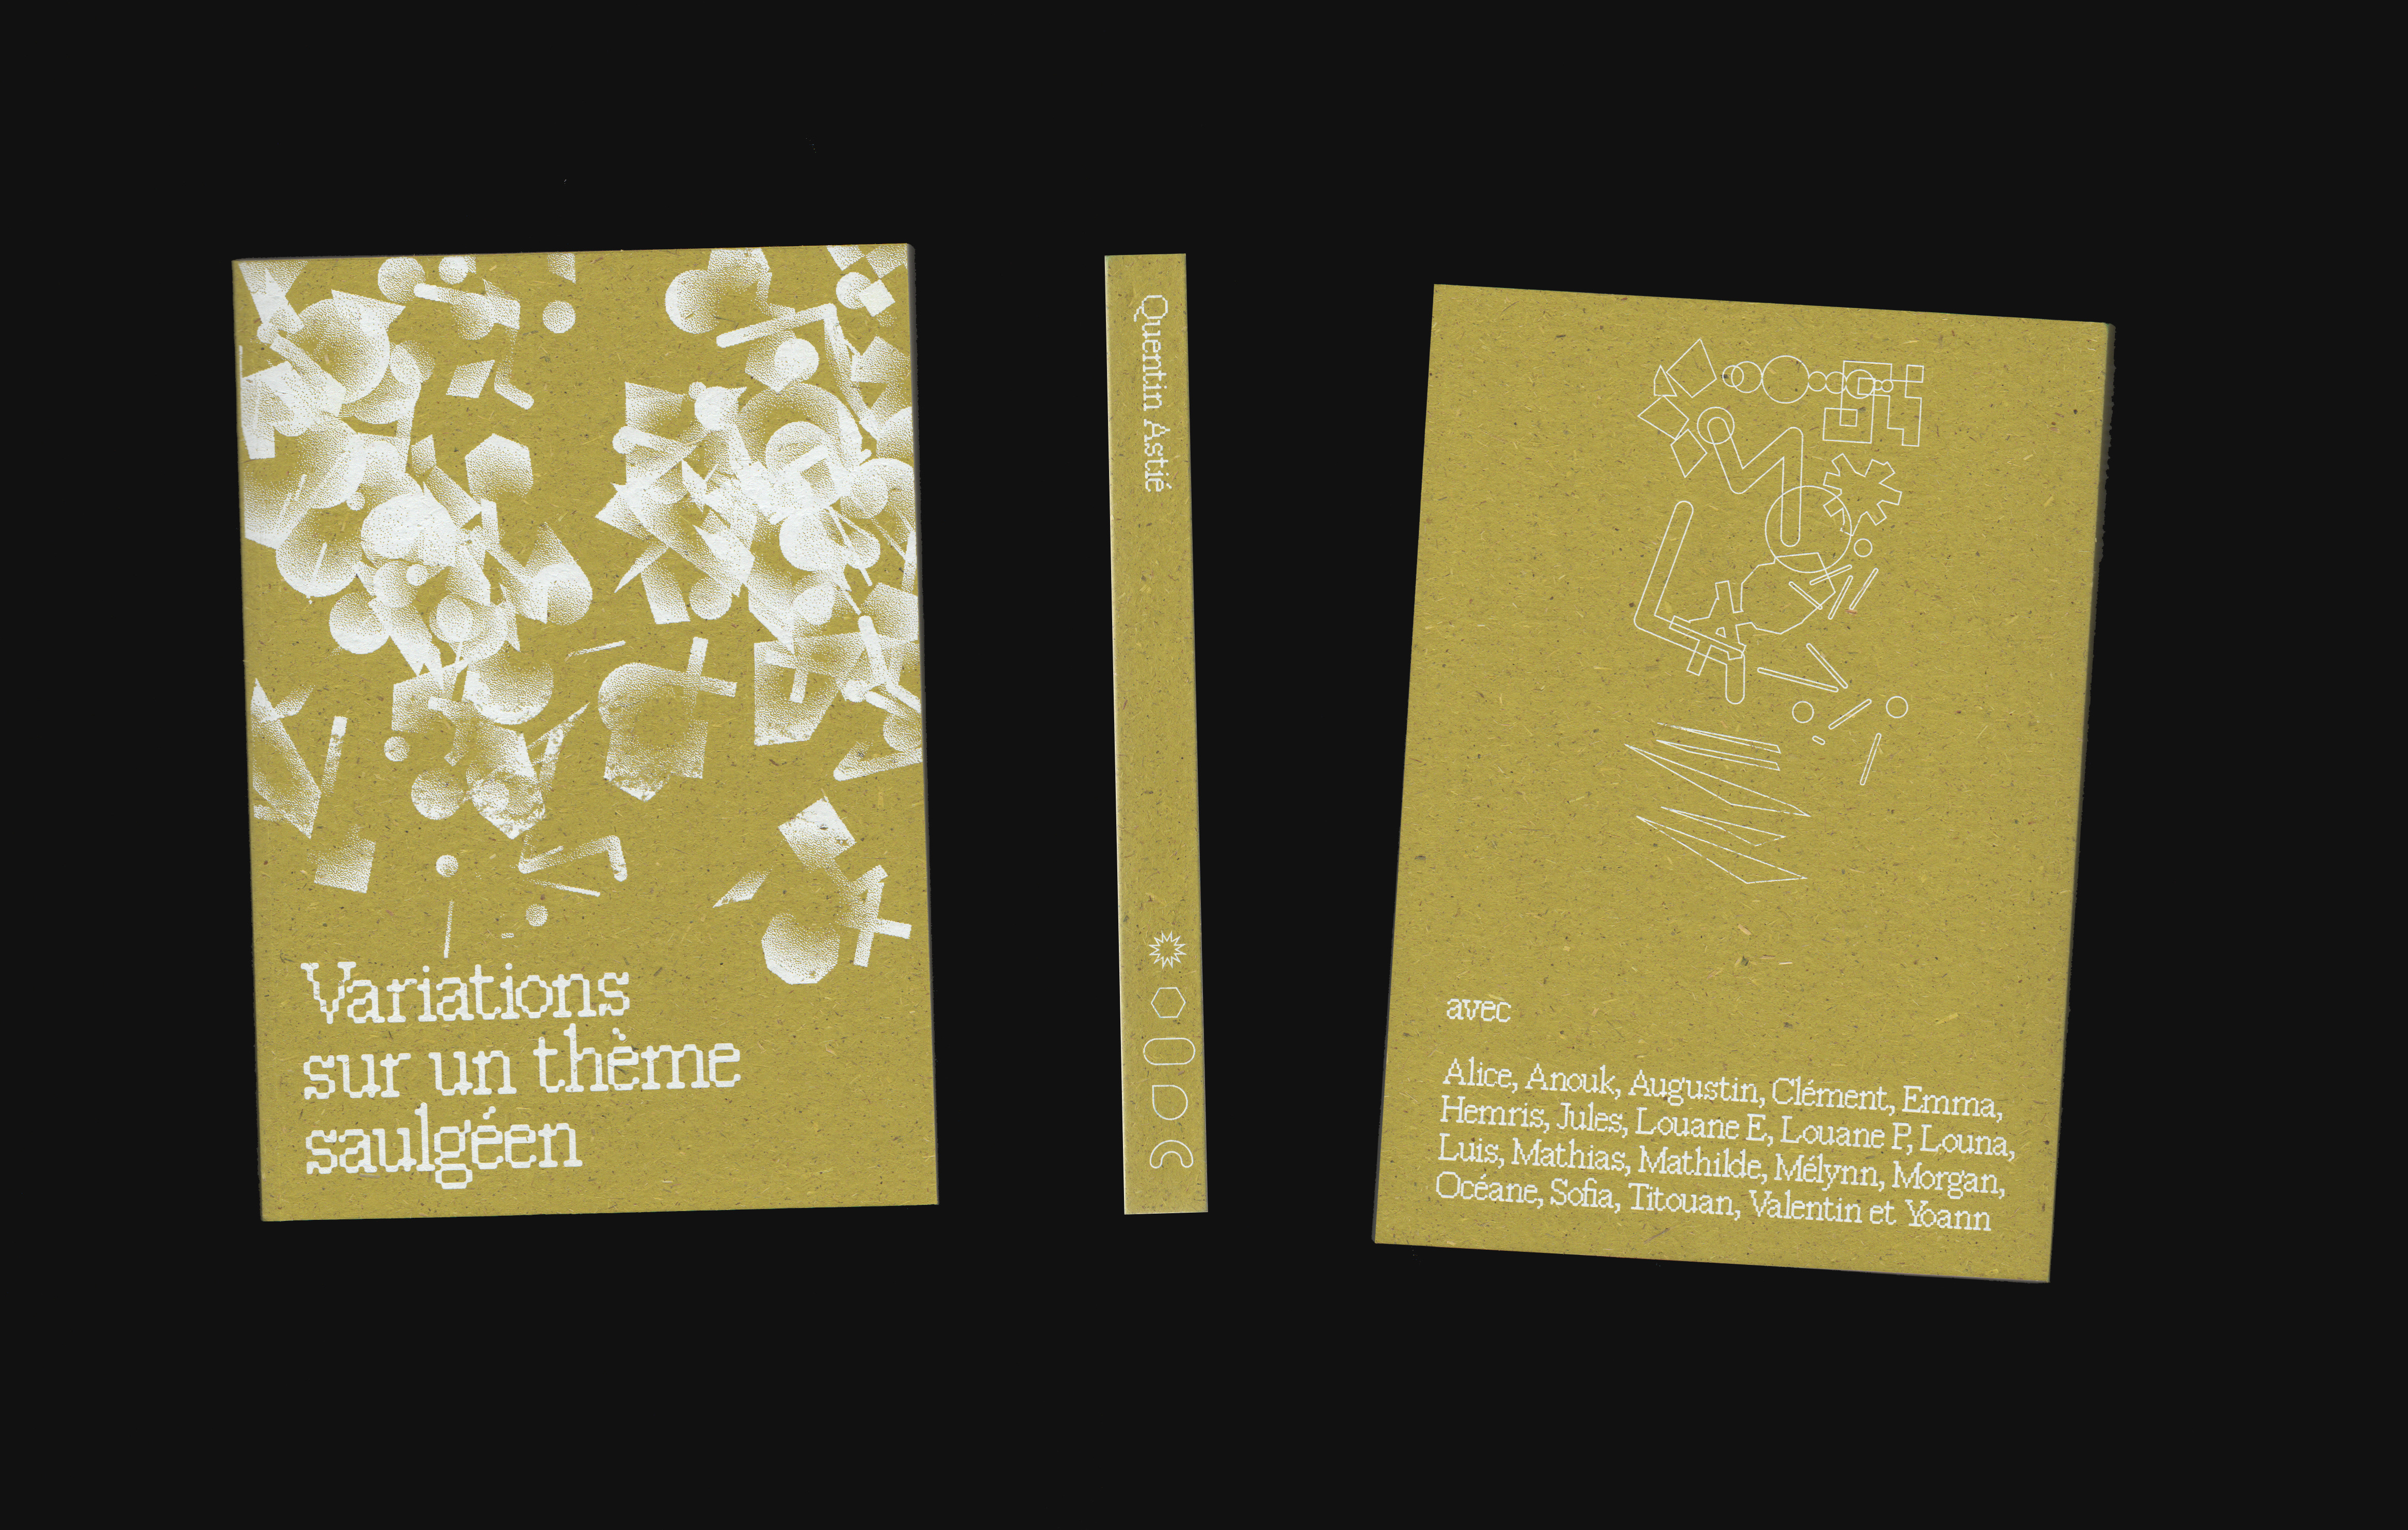 Variations
sur un thème
saulgéen
Quentin Astié
avec
Alice, Anouk, Augustin, Clément, Emma,
Hemris, Jules, Louane E, Louane P, Louna,
Luis, Mathias, Mathilde, Mélynn, Morgan,
Océane, Sofia, Titouan, Valentin et Yoann